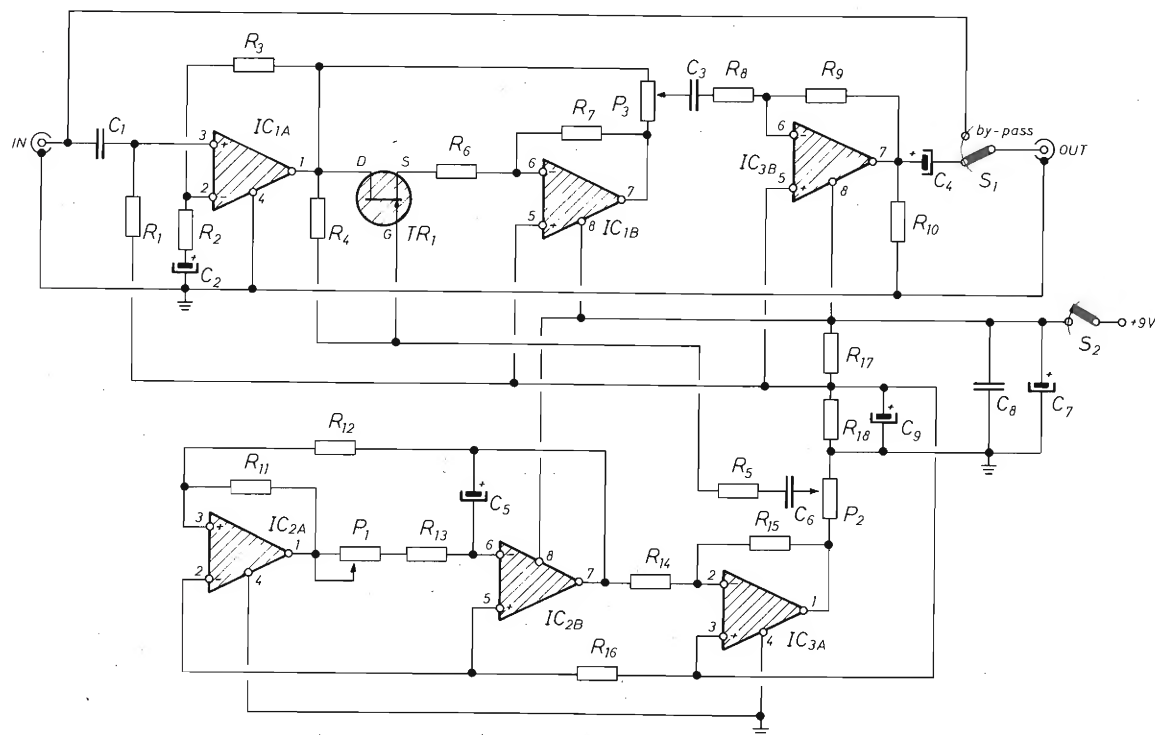 R3
C3
R8
R9
C1
IC1A
P3
R7
by-pass
IN
3
+
R6
6
−
OUT
1
D
S
6
−
IC3B
7
+
C4
S1
2
−
4
G
TR1
5
+
8
7
IC1B
5
+
8
R1
R2
R4
R10
+
C2
+9V
S2
R17
R12
R18
+
C9
C8
+
C7
R11
+
C5
R5
C6
P2
3
+
IC2A
1
P1
R13
6
−
8
R15
2
−
4
7
R14
2
−
5
+
IC2B
1
3
+
4
IC3A
R16